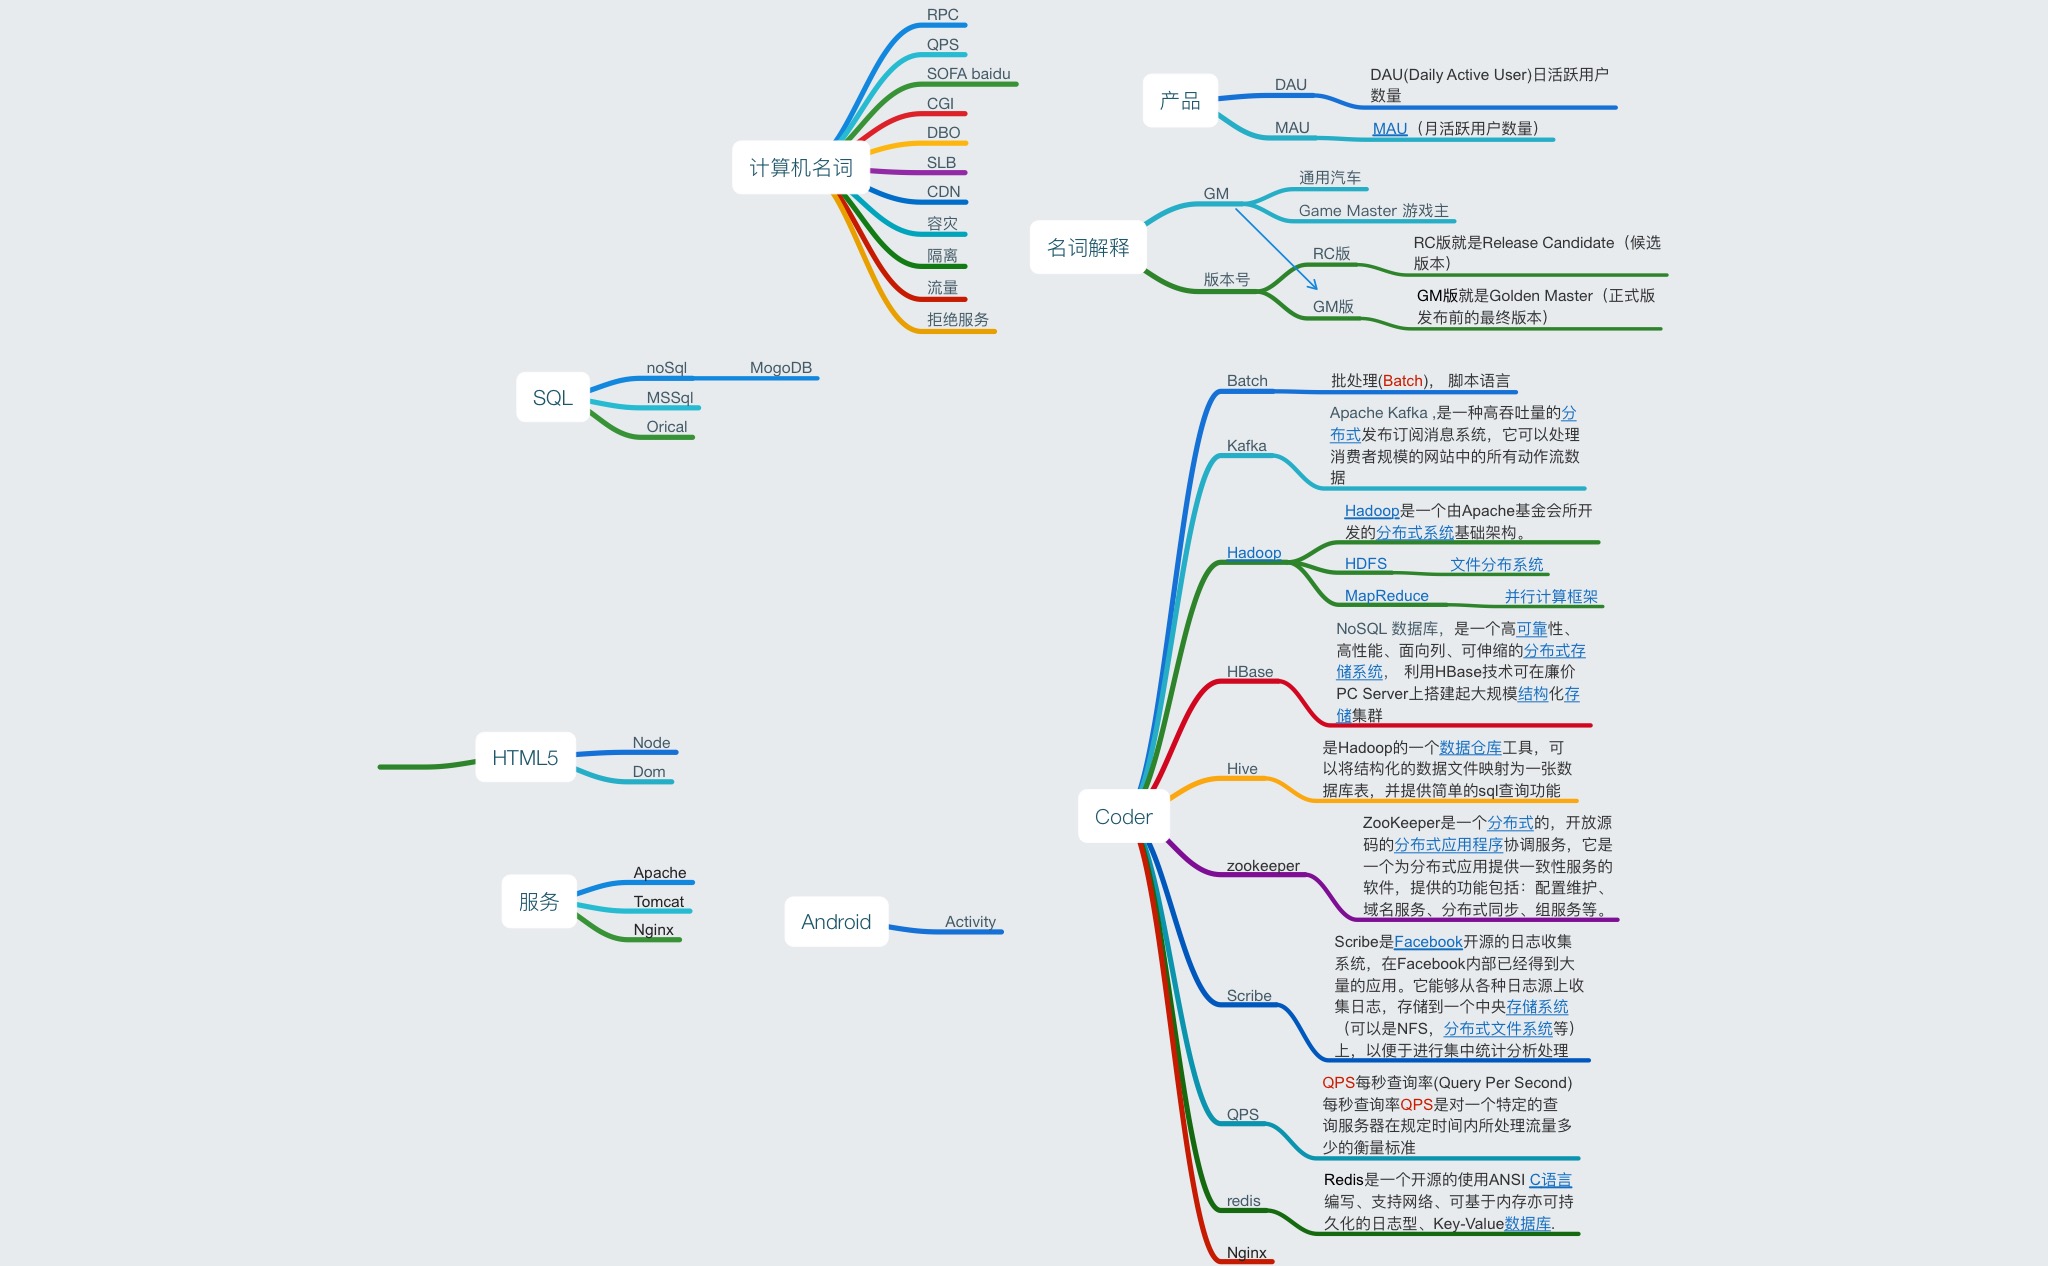 计算机名词
RPC
QPS
SOFA baidu
CGI
DBO
SLB
CDN
容灾
隔离
流量
拒绝服务
产品
DAU
DAU(Daily Active User)日活跃用户
数量
MAU
MAU（月活跃用户数量）
名词解释
GM
通用汽车
Game Master 游戏主
版本号
RC版
RC版就是Release Candidate（候选
版本）
GM版
GM版就是Golden Master（正式版
发布前的最终版本）
SQL
noSql
MogoDB
MSSql
Orical
HTML5
Node
Dom
服务
Apache
Tomcat
Nginx
Android
Activity
Coder
Batch
批处理(Batch)， 脚本语言
Kafka
Apache Kafka ,是一种高吞吐量的分
布式发布订阅消息系统，它可以处理
消费者规模的网站中的所有动作流数
据
Hadoop
Hadoop是一个由Apache基金会所开
发的分布式系统基础架构。
HDFS
文件分布系统
MapReduce
并行计算框架
HBase
NoSQL 数据库，是一个高可靠性、
高性能、面向列、可伸缩的分布式存
储系统， 利用HBase技术可在廉价
PC Server上搭建起大规模结构化存
储集群
Hive
是Hadoop的一个数据仓库工具，可
以将结构化的数据文件映射为一张数
据库表，并提供简单的sql查询功能
zookeeper
ZooKeeper是一个分布式的，开放源
码的分布式应用程序协调服务，它是
一个为分布式应用提供一致性服务的
软件，提供的功能包括：配置维护、
域名服务、分布式同步、组服务等。
Scribe
Scribe是Facebook开源的日志收集
系统，在Facebook内部已经得到大
量的应用。它能够从各种日志源上收
集日志，存储到一个中央存储系统
（可以是NFS，分布式文件系统等）
上，以便于进行集中统计分析处理
QPS
QPS每秒查询率(Query Per Second)
每秒查询率QPS是对一个特定的查
询服务器在规定时间内所处理流量多
少的衡量标准
redis
Redis是一个开源的使用ANSI C语言
编写、支持网络、可基于内存亦可持
久化的日志型、Key-Value数据库.
Nginx